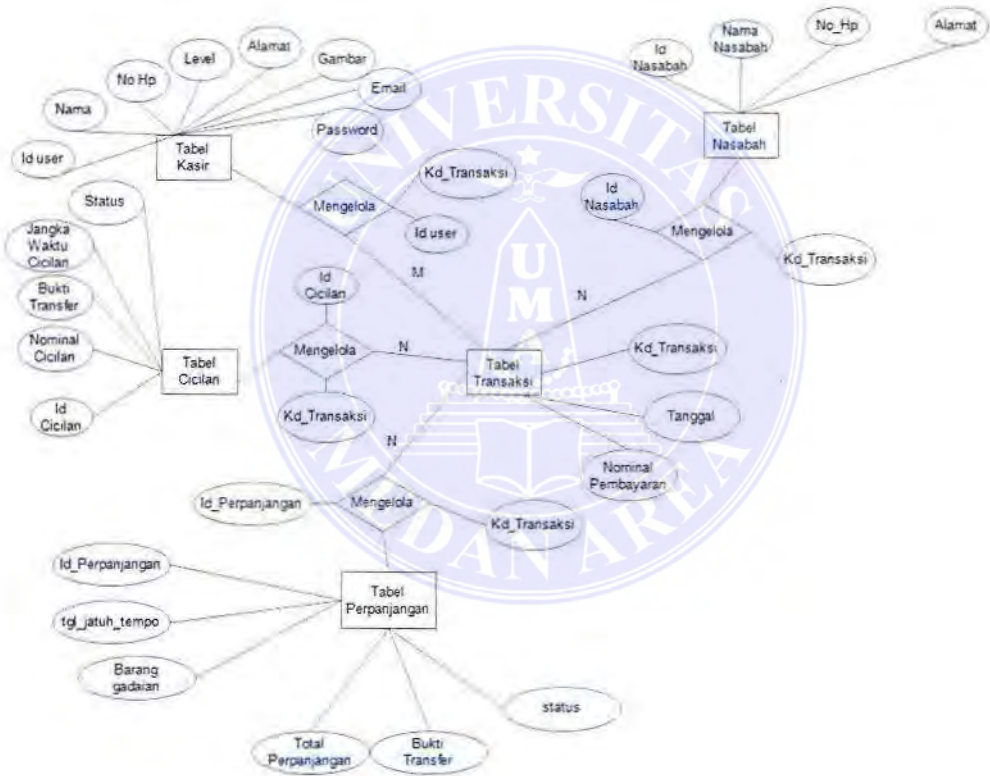 Nama
No Hp
Level
Alamat
Gambar
Email
Password
Id user
Tabel
Kasir
Id
Nasabah
Nama
Nasabah
No_Hp
Alamat
Tabel
Nasabah
Status
Jangka
Waktu
Cicilan
Bukti
Transfer
Nominal
Cicilan
Id
Cicilan
Tabel
Cicilan
Mengelola
Kd_Transaksi
Id user
M
Id
Nasabah
Mengelola
Kd_Transaksi
N
Id
Cicilan
Mengelola
N
Kd_Transaksi
Tabel
Transaksi
Kd_Transaksi
Tanggal
Nominal
Pembayaran
N
Id_Perpanjangan
Mengelola
Kd_Transaksi
Tabel
Perpanjangan
Id_Perpanjangan
tgl_jatuh_tempo
Barang
gadaian
Total
Perpanjangan
Bukti
Transfer
status
UNIVERSITAS
MEDAN AREA
U
M
A